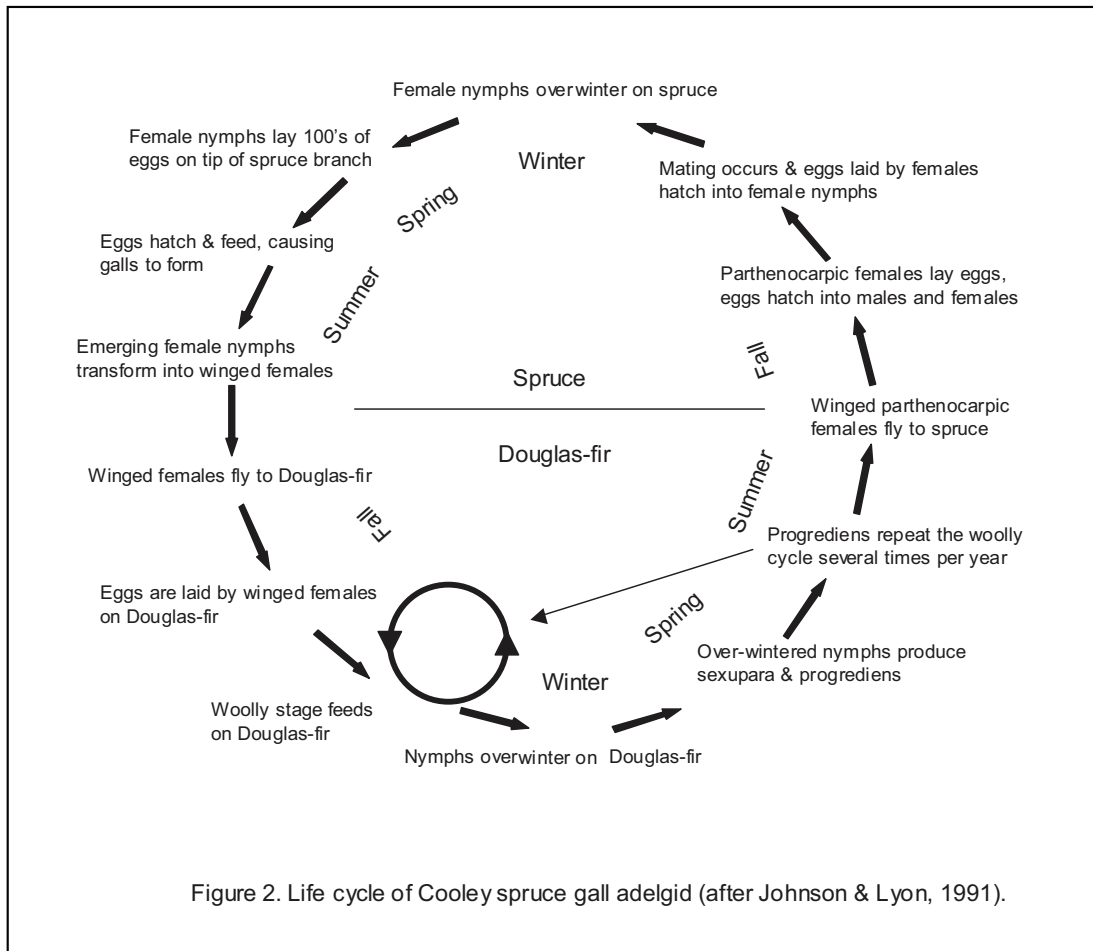 Female nymphs overwinter on spruce
Female nymphs lay 100's of
eggs on tip of spruce branch
Winter
Mating occurs & eggs laid by females
hatch into female nymphs
Spring
Eggs hatch & feed, causing
galls to form
Parthenocarpic females lay eggs,
eggs hatch into males and females
Summer
Emerging female nymphs
transform into winged females
Fall
Spruce
Winged parthenocarpic
females fly to spruce
Douglas-fir
Winged females fly to Douglas-fir
Summer
Fall
Progrediens repeat the woolly
cycle several times per year
Eggs are laid by winged females
on Douglas-fir
Spring
Over-wintered nymphs produce
sexupara & progrediens
Winter
Woolly stage feeds
on Douglas-fir
Nymphs overwinter on Douglas-fir
Figure 2. Life cycle of Cooley spruce gall adelgid (after Johnson & Lyon, 1991).